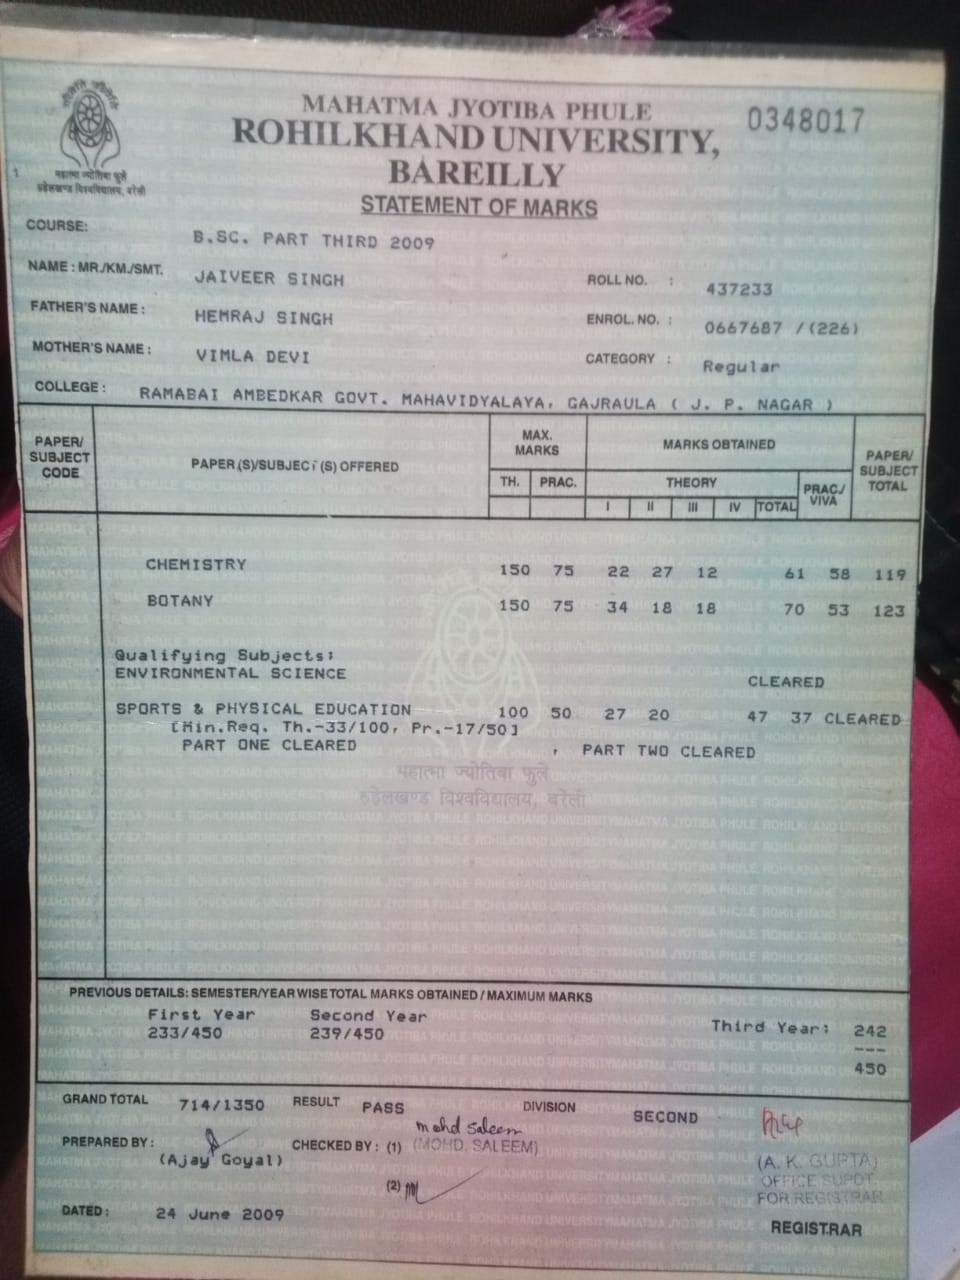 MAHATMA JYOTIBA PHULE
0348017
ROHILKHAND UNIVERSITY,
BAREILLY
महात्मा ज्योतिबा फुले
रुहेलखण्ड विश्वविद्यालय, बरेली
STATEMENT OF MARKS
COURSE: B.SC. PART THIRD 2009
NAME : MR./KM./SMT. JAIVEER SINGH ROLL NO. : 437233
FATHER'S NAME : HEMRAJ SINGH ENROL. NO. : 0667687 /(226)
MOTHER'S NAME : VIMLA DEVI CATEGORY : Regular
COLLEGE : RAMABAI AMBEDKAR GOVT. MAHAVIDYALAYA, GAJRAULA ( J. P. NAGAR )
PAPER/ SUBJECT CODE PAPER(S)/SUBJECT(S) OFFERED MAX. MARKS MARKS OBTAINED PAPER/ SUBJECT TOTAL
TH. PRAC. THEORY PRAC./ VIVA
I II III IV TOTAL
CHEMISTRY 150 75 22 27 12 61 58 119
BOTANY 150 75 34 18 18 70 53 123
Qualifying Subjects:
ENVIRONMENTAL SCIENCE CLEARED
SPORTS & PHYSICAL EDUCATION 100 50 27 20 47 37 CLEARED
[Min.Req. Th.-33/100, Pr.-17/50]
PART ONE CLEARED , PART TWO CLEARED
महात्मा ज्योतिबा फुले
रुहेलखण्ड विश्वविद्यालय, बरेली
PREVIOUS DETAILS: SEMESTER/YEAR WISE TOTAL MARKS OBTAINED / MAXIMUM MARKS
First Year Second Year Third Year: 242
233/450 239/450 ---
450
GRAND TOTAL 714/1350 RESULT PASS DIVISION SECOND
Mohd Saleem
PREPARED BY : (Ajay Goyal) CHECKED BY : (1) (MOHD. SALEEM)
(A. K. GUPTA)
OFFICE SUPDT
FOR REGISTRAR
(2)
DATED : 24 June 2009 REGISTRAR